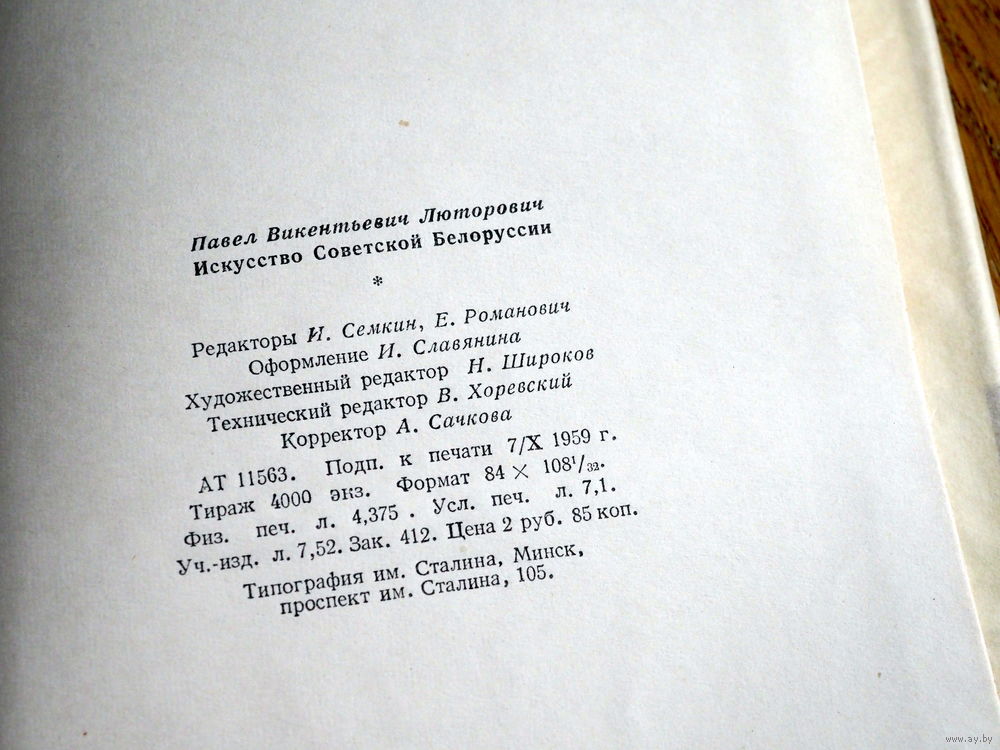 Павел Викентьевич Люторович
Искусство Советской Белоруссии
*
Редакторы И. Семкин, Е. Романович
Оформление И. Славянина
Художественный редактор Н. Широков
Технический редактор В. Хоревский
Корректор А. Сачкова
АТ 11563. Подп. к печати 7/X 1959 г.
Тираж 4000 экз. Формат 84 × 108¹/₃₂.
Физ. печ. л. 4,375 . Усл. печ. л. 7,1.
Уч.-изд. л. 7,52. Зак. 412. Цена 2 руб. 85 коп.
Типография им. Сталина, Минск,
проспект им. Сталина, 105.
www.ay.by